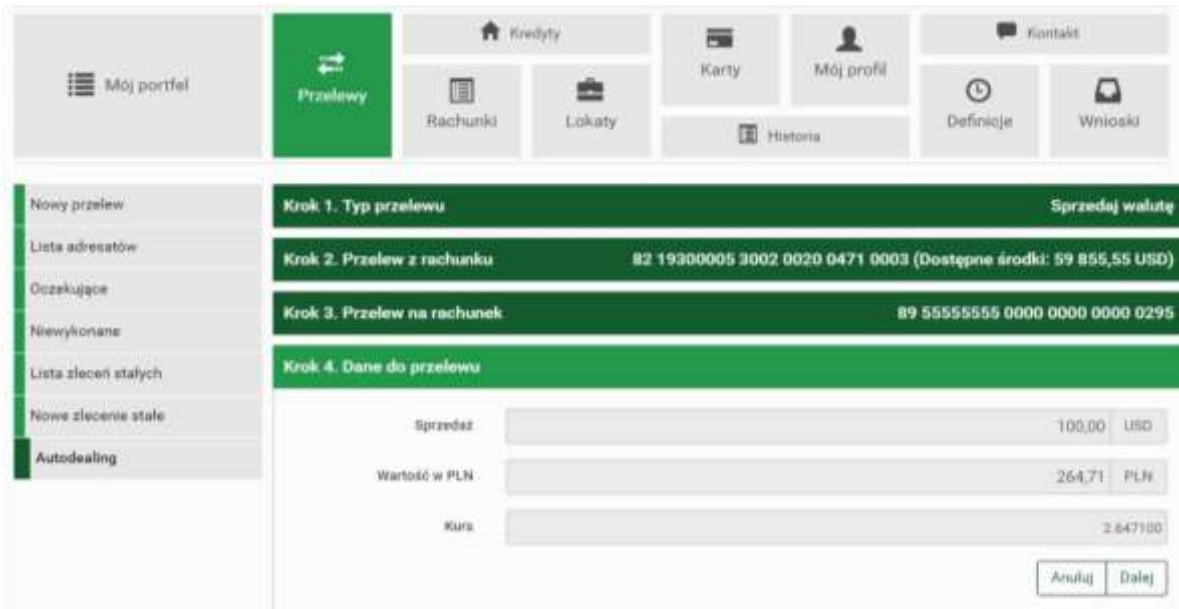 Mój portfel
Przelewy
Kredyty
Rachunki
Lokaty
Karty
Mój profil
Historia
Kontakt
Definicje
Wnioski
Nowy przelew
Lista adresatów
Oczekujące
Niewykonane
Lista zleceń stałych
Nowe zlecenie stałe
Autodealing
Krok 1. Typ przelewu Sprzedaj walutę
Krok 2. Przelew z rachunku 82 19300005 3002 0020 0471 0003 (Dostępne środki: 59 855,55 USD)
Krok 3. Przelew na rachunek 89 55555555 0000 0000 0000 0295
Krok 4. Dane do przelewu
Sprzedaż 100,00 USD
Wartość w PLN 264,71 PLN
Kurs 2.647100
Anuluj Dalej